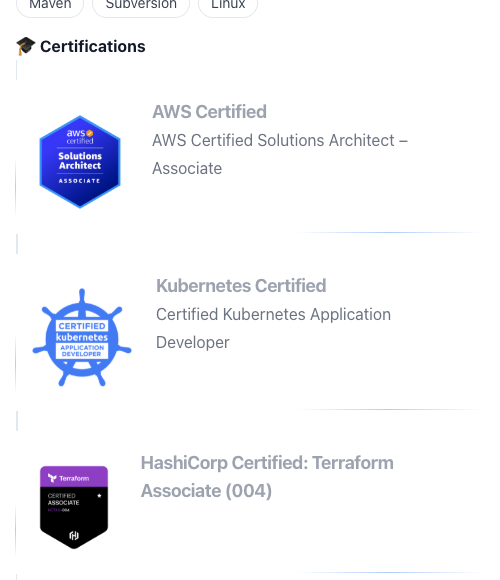 Maven Subversion Linux
🎓 Certifications
AWS Certified
AWS Certified Solutions Architect –
Associate
aws
certified
Solutions
Architect
ASSOCIATE
Kubernetes Certified
Certified Kubernetes Application
Developer
CERTIFIED
kubernetes
APPLICATION
DEVELOPER
HashiCorp Certified: Terraform
Associate (004)
Terraform
CERTIFIED
ASSOCIATE